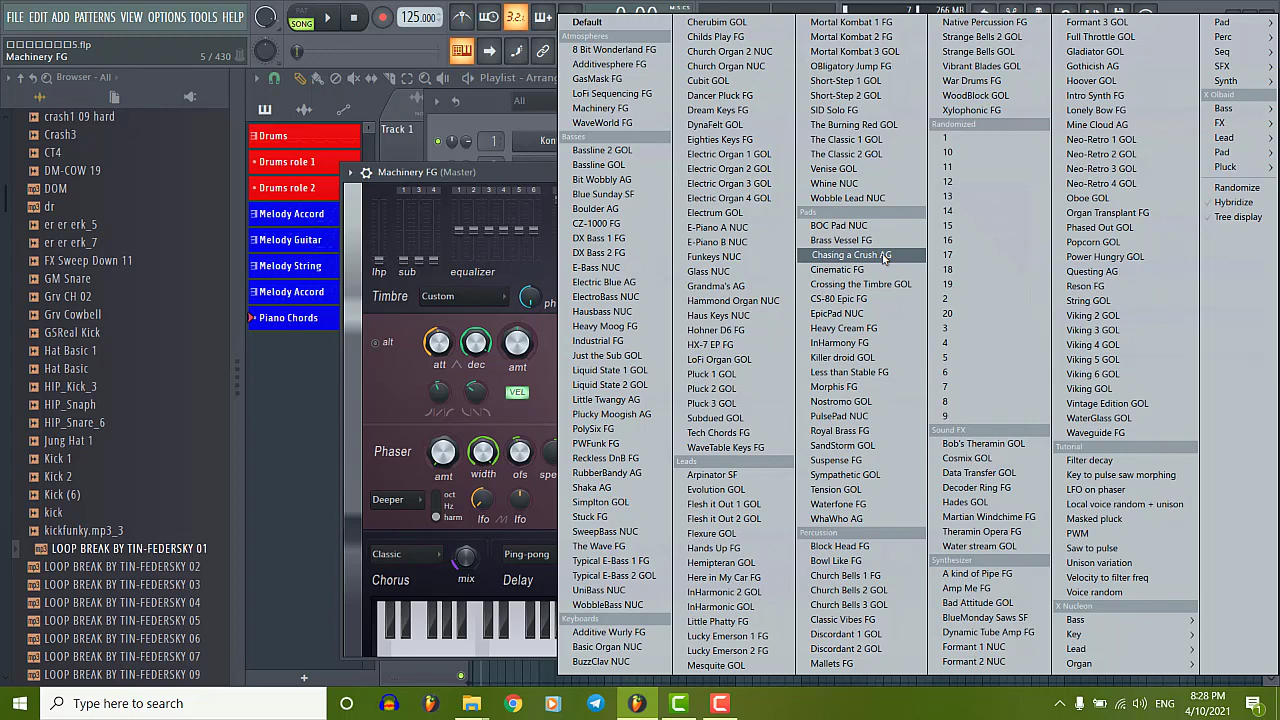 FILE EDIT ADD PATTERNS VIEW OPTIONS TOOLS HELP
PAT
SONG
125.000
3.2.
7
266 MB
.flp
Machinery FG
5 / 430
Browser - All
Playlist - Arran
All
crash1 09 hard
Crash3
CT4
DM-COW 19
DOM
dr
er er erk_5
er er erk_7
FX Sweep Down 11
GM Snare
Grv CH 02
Grv Cowbell
GSReal Kick
Hat Basic 1
Hat Basic
HIP_Kick_3
HIP_Snaph
HIP_Snare_6
Jung Hat 1
Kick 1
Kick 2
Kick (6)
kick
kickfunky.mp3_3
LOOP BREAK BY TIN-FEDERSKY 01
LOOP BREAK BY TIN-FEDERSKY 02
LOOP BREAK BY TIN-FEDERSKY 03
LOOP BREAK BY TIN-FEDERSKY 04
LOOP BREAK BY TIN-FEDERSKY 05
LOOP BREAK BY TIN-FEDERSKY 06
LOOP BREAK BY TIN-FEDERSKY 07
LOOP BREAK BY TIN-FEDERSKY 08
LOOP BREAK BY TIN-FEDERSKY 09
Drums
Drums role 1
Drums role 2
Melody Accord
Melody Guitar
Melody String
Melody Accord
Piano Chords
Track 1
1
Kon
Machinery FG (Master)
1 2 3
1 2 3 4 5 6
lhp
sub
equalizer
Timbre
Custom
ph
alt
att
dec
amt
VEL
Phaser
amt
width
ofs
spe
Deeper
oct
Hz
harm
lfo
lfo
Classic
Chorus
mix
Ping-pong
Delay
Default
Atmospheres
8 Bit Wonderland FG
Additivesphere FG
GasMask FG
LoFi Sequencing FG
Machinery FG
WaveWorld FG
Basses
Bassline 2 GOL
Bassline GOL
Bit Wobbly AG
Blue Sunday SF
Boulder AG
CZ-1000 FG
DX Bass 1 FG
DX Bass 2 FG
E-Bass NUC
Electric Blue AG
ElectroBass NUC
Hausbass NUC
Heavy Moog FG
Industrial FG
Just the Sub GOL
Liquid State 1 GOL
Liquid State 2 GOL
Little Twangy AG
Plucky Moogish AG
PolySix FG
PWFunk FG
Reckless DnB FG
RubberBandy AG
Shaka AG
Simplton GOL
Stuck FG
SweepBass NUC
The Wave FG
Typical E-Bass 1 FG
Typical E-Bass 2 GOL
UniBass NUC
WobbleBass NUC
Keyboards
Additive Wurly FG
Basic Organ NUC
BuzzClav NUC
Cherubim GOL
Childs Play FG
Church Organ 2 NUC
Church Organ NUC
Cubit GOL
Dancer Pluck FG
Dream Keys FG
DynaFelt GOL
Eighties Keys FG
Electric Organ 1 GOL
Electric Organ 2 GOL
Electric Organ 3 GOL
Electric Organ 4 GOL
Electrum GOL
E-Piano A NUC
E-Piano B NUC
Funkeys NUC
Glass NUC
Grandma's AG
Hammond Organ NUC
Haus Keys NUC
Hohner D6 FG
HX-7 EP FG
LoFi Organ GOL
Pluck 1 GOL
Pluck 2 GOL
Pluck 3 GOL
Subdued GOL
Tech Chords FG
WaveTable Keys FG
Leads
Arpinator SF
Evolution GOL
Flesh it Out 1 GOL
Flesh it Out 2 GOL
Flexure GOL
Hands Up FG
Hemipteran GOL
Here in My Car FG
InHarmonic 2 GOL
InHarmonic GOL
Little Phatty FG
Lucky Emerson 1 FG
Lucky Emerson 2 FG
Mesquite GOL
Mortal Kombat 1 FG
Mortal Kombat 2 FG
Mortal Kombat 3 GOL
OBligatory Jump FG
Short-Step 1 GOL
Short-Step 2 GOL
SID Solo FG
The Burning Red GOL
The Classic 1 GOL
The Classic 2 GOL
Venise GOL
Whine NUC
Wobble Lead NUC
Pads
BOC Pad NUC
Brass Vessel FG
Chasing a Crush AG
Cinematic FG
Crossing the Timbre GOL
CS-80 Epic FG
EpicPad NUC
Heavy Cream FG
InHarmony FG
Killer droid GOL
Less than Stable FG
Morphis FG
Nostromo GOL
PulsePad NUC
Royal Brass FG
SandStorm GOL
Suspense FG
Sympathetic GOL
Tension GOL
Waterfone FG
WhaWho AG
Percussion
Block Head FG
Bowl Like FG
Church Bells 1 FG
Church Bells 2 GOL
Church Bells 3 GOL
Classic Vibes FG
Discordant 1 GOL
Discordant 2 GOL
Mallets FG
Native Percussion FG
Strange Bells 2 GOL
Strange Bells GOL
Vibrant Blades GOL
War Drums FG
WoodBlock GOL
Xylophonic FG
Randomized
1
10
11
12
13
14
15
16
17
18
19
2
20
3
4
5
6
7
8
9
Sound FX
Bob's Theramin GOL
Cosmix GOL
Data Transfer GOL
Decoder Ring FG
Hades GOL
Martian Windchime FG
Theramin Opera FG
Water stream GOL
Synthesizer
A kind of Pipe FG
Amp Me FG
Bad Attitude GOL
BlueMonday Saws SF
Dynamic Tube Amp FG
Formant 1 NUC
Formant 2 NUC
Formant 3 GOL
Full Throttle GOL
Gladiator GOL
Gothicish AG
Hoover GOL
Intro Synth FG
Lonely Bow FG
Mine Cloud AG
Neo-Retro 1 GOL
Neo-Retro 2 GOL
Neo-Retro 3 GOL
Neo-Retro 4 GOL
Oboe GOL
Organ Transplant FG
Phased Out GOL
Popcorn GOL
Power Hungry GOL
Questing AG
Reson FG
String GOL
Viking 2 GOL
Viking 3 GOL
Viking 4 GOL
Viking 5 GOL
Viking 6 GOL
Viking GOL
Vintage Edition GOL
WaterGlass GOL
Waveguide FG
Tutorial
Filter decay
Key to pulse saw morphing
LFO on phaser
Local voice random + unison
Masked pluck
PWM
Saw to pulse
Unison variation
Velocity to filter freq
Voice random
X Nucleon
Bass
Key
Lead
Organ
Pad
Perc
Seq
SFX
Synth
X Olbaid
Bass
FX
Lead
Pad
Pluck
Randomize
Hybridize
Tree display
Type here to search
ENG
8:28 PM
4/10/2021
1